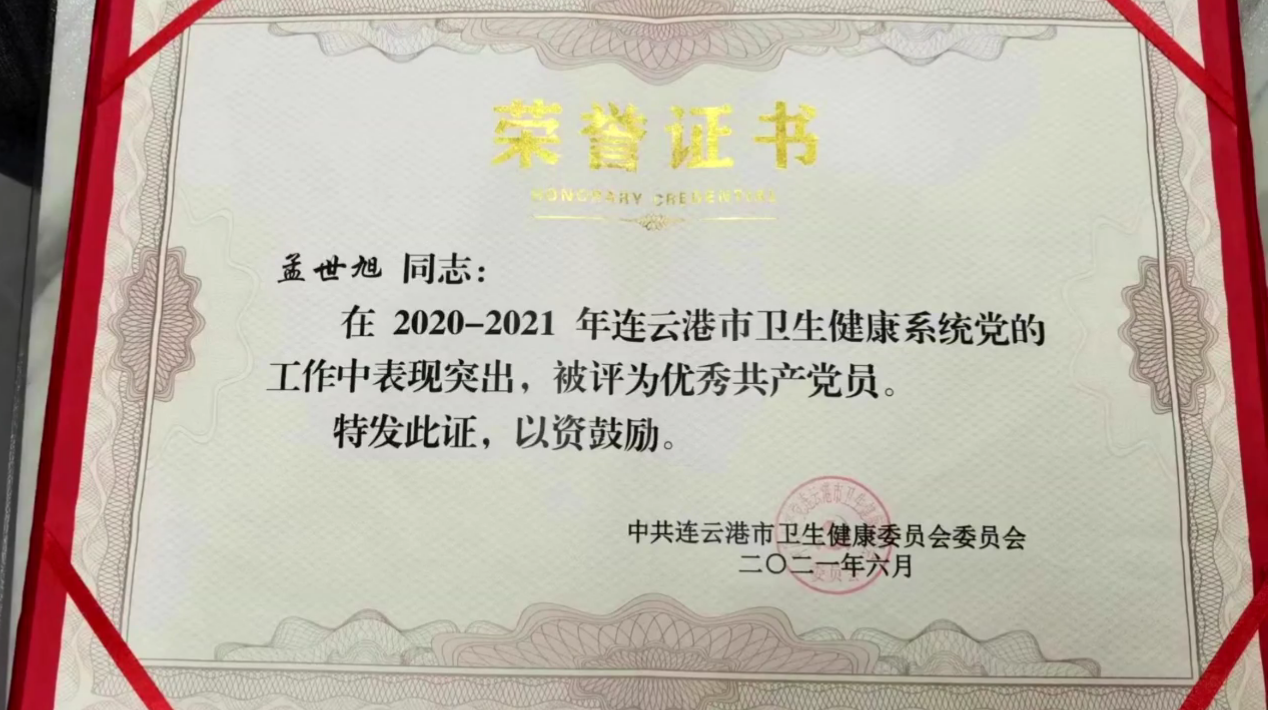 荣誉证书
HONORARY CREDENTIAL
孟世旭 同志：
在 2020-2021 年连云港市卫生健康系统党的
工作中表现突出，被评为优秀共产党员。
特发此证，以资鼓励。
中共连云港市卫生健康委员会委员会
二〇二一年六月